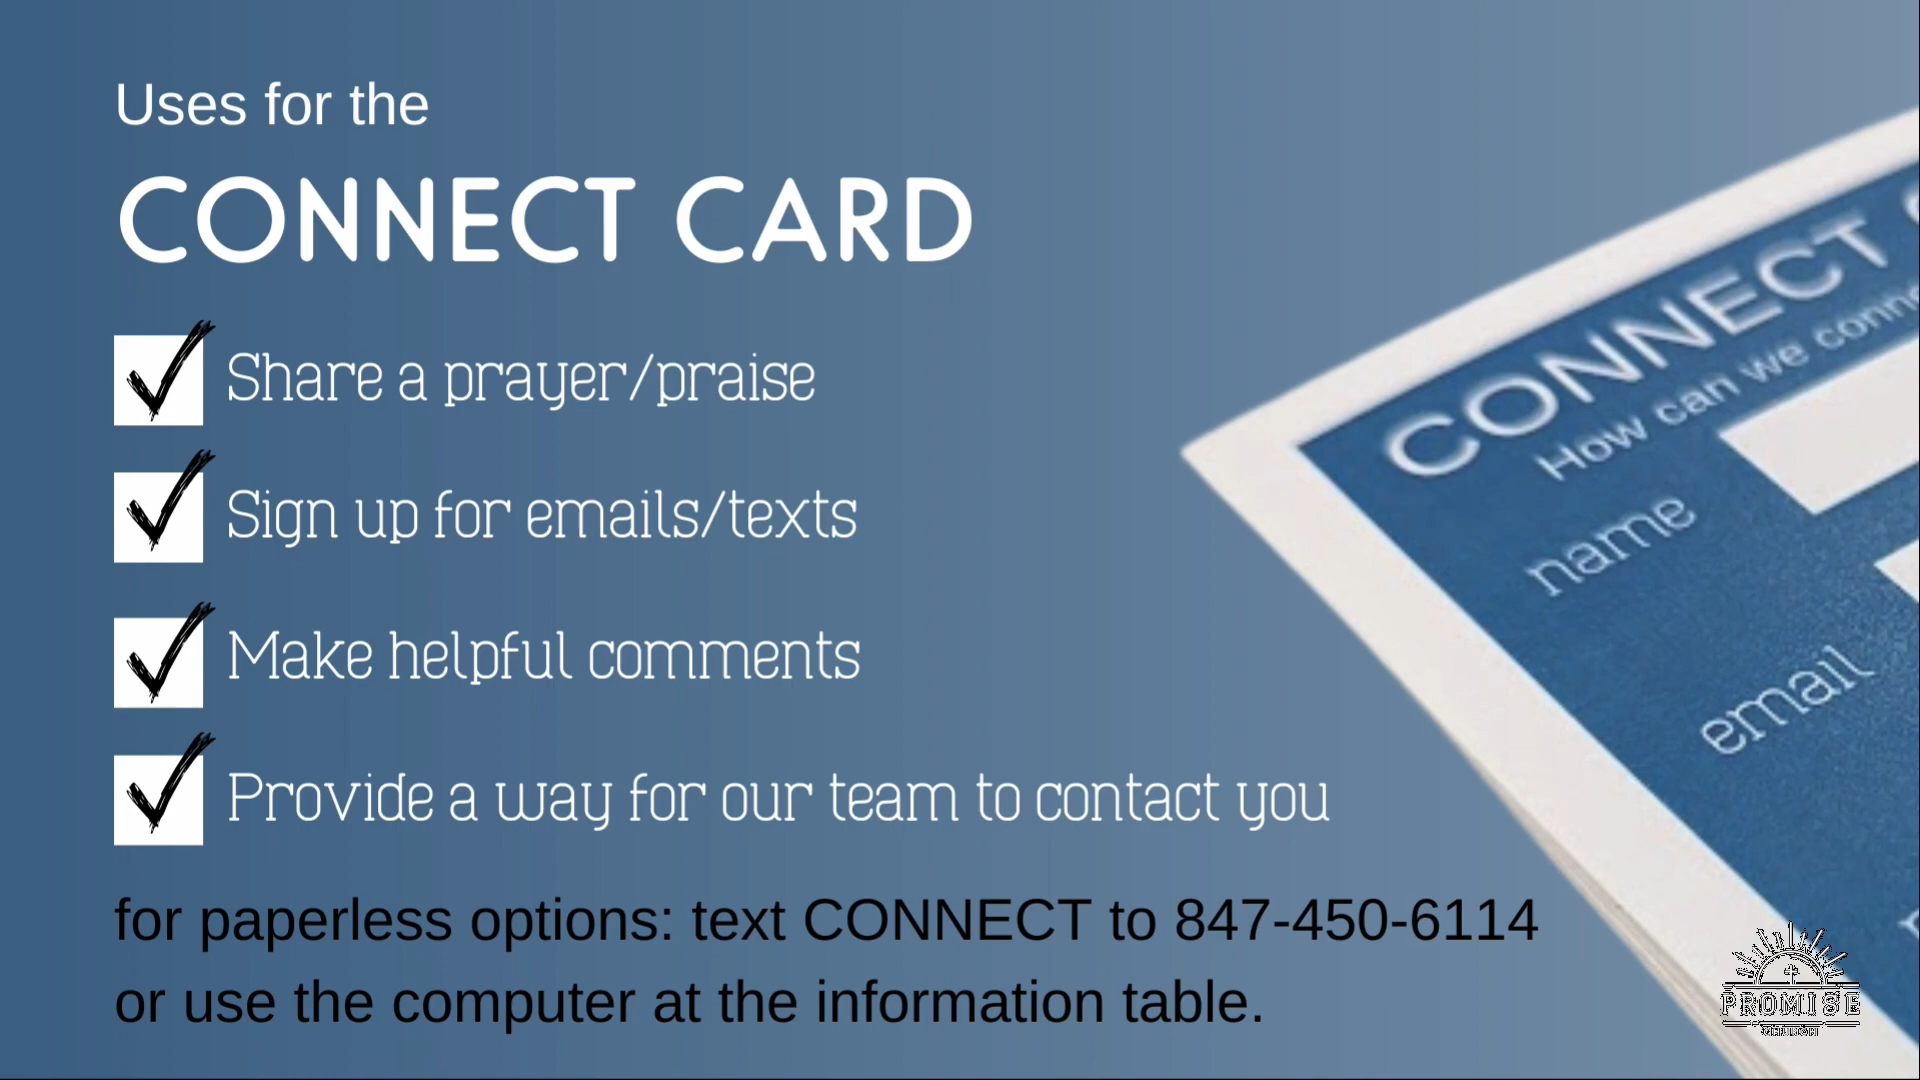 Uses for the
CONNECT CARD
Share a prayer/praise
Sign up for emails/texts
Make helpful comments
Provide a way for our team to contact you
for paperless options: text CONNECT to 847-450-6114
or use the computer at the information table.
CONNECT
How can we
name
email
PROMISE
CHURCH